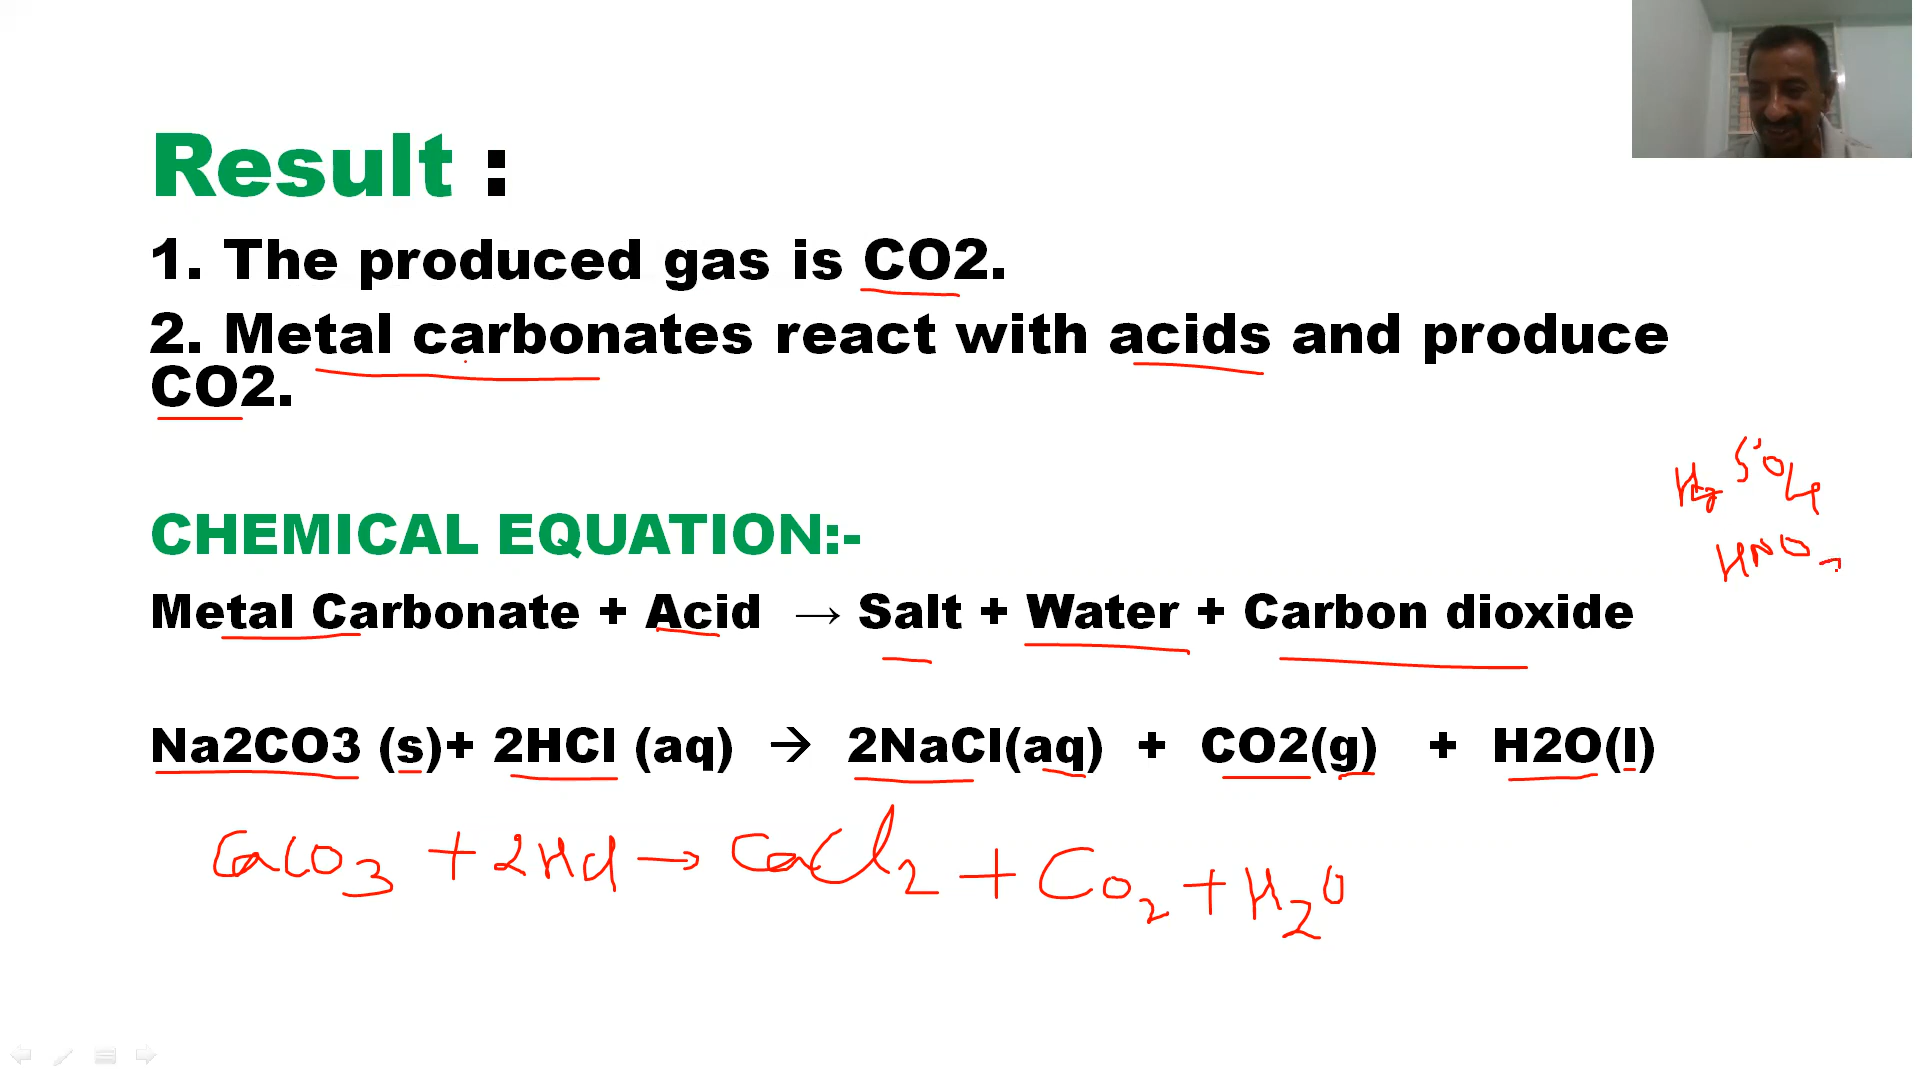 Result :
1. The produced gas is CO2.
2. Metal carbonates react with acids and produce
CO2.
H2SO4
CHEMICAL EQUATION:-
HNO
Metal Carbonate + Acid → Salt + Water + Carbon dioxide
Na2CO3 (s)+ 2HCl (aq) → 2NaCl(aq) + CO2(g) + H2O(l)
CaCO3 + 2HCl → CaCl2 + CO2 + H2O